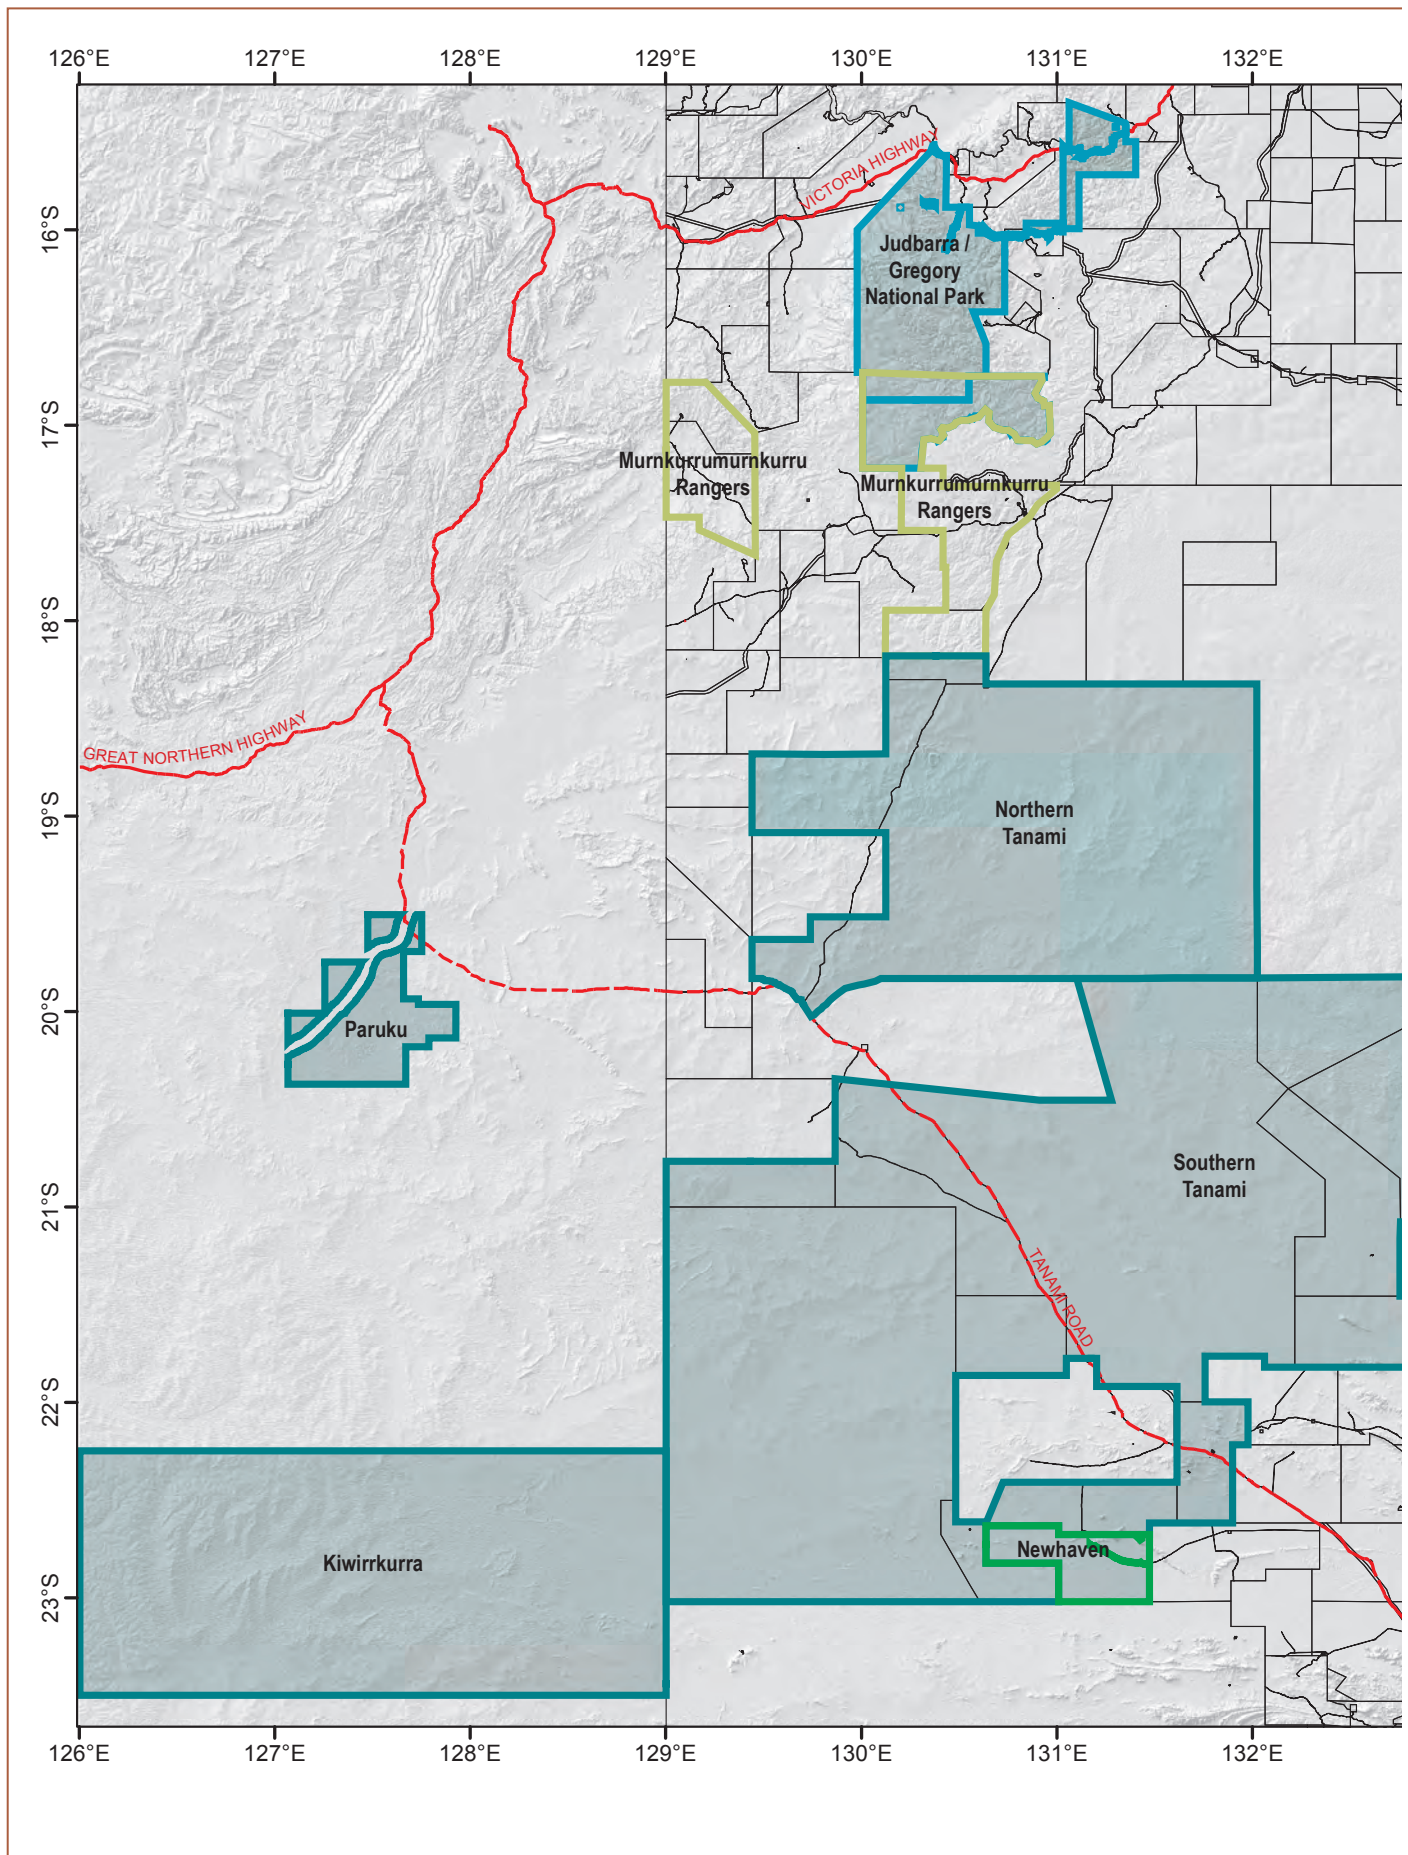 126°E 127°E 128°E 129°E 130°E 131°E 132°E
16°S
17°S
18°S
19°S
20°S
21°S
22°S
23°S
VICTORIA HIGHWAY
Judbarra /
Gregory
National Park
Murnkurrumurnkurru
Rangers
Murnkurrumurnkurru
Rangers
GREAT NORTHERN HIGHWAY
Northern
Tanami
Paruku
Southern
Tanami
TANAMI ROAD
Newhaven
Kiwirrkurra
126°E 127°E 128°E 129°E 130°E 131°E 132°E